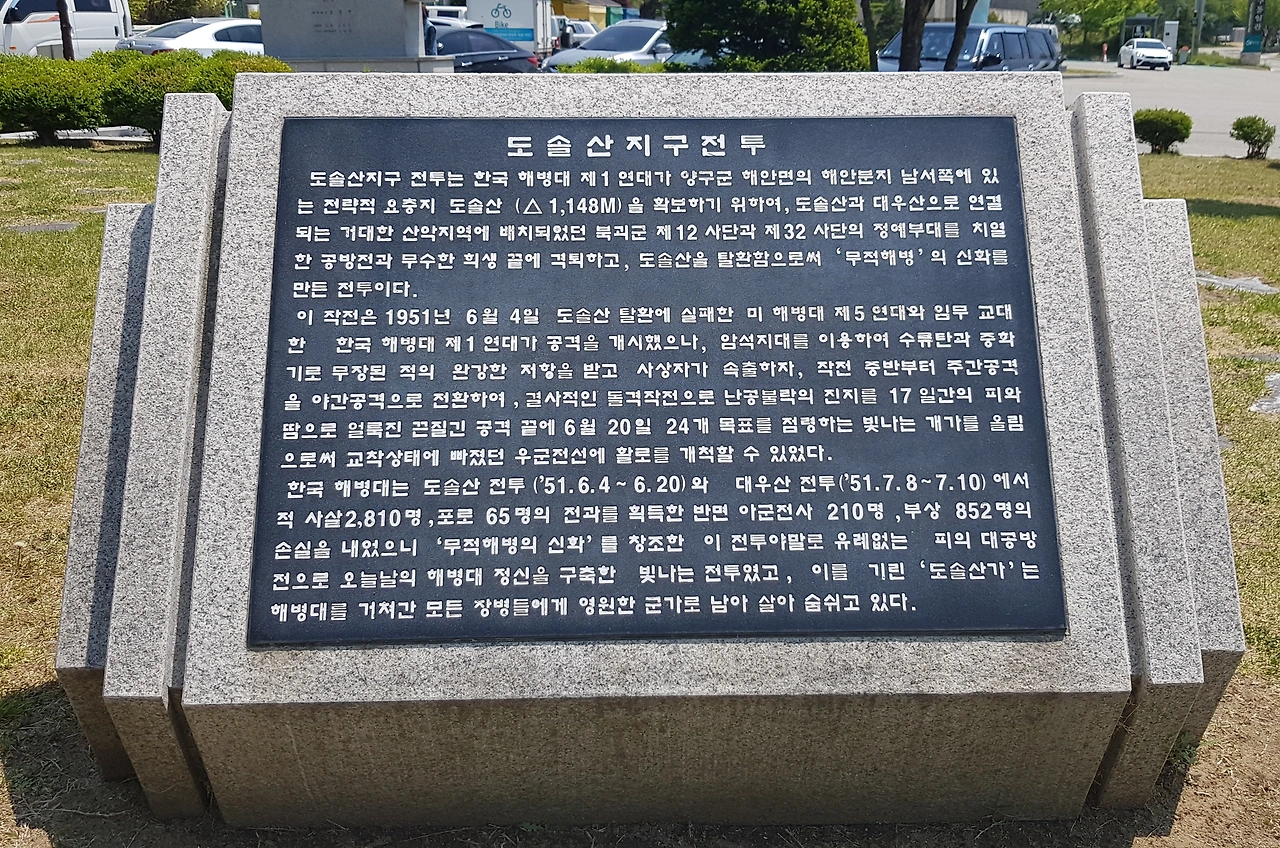 Bike
도솔산지구전투
도솔산지구 전투는 한국 해병대 제1연대가 양구군 해안면의 해안분지 남서쪽에 있
는 전략적 요충지 도솔산 (△1,148M)을 확보하기 위하여, 도솔산과 대우산으로 연결
되는 거대한 산악지역에 배치되었던 북괴군 제12 사단과 제32 사단의 정예부대를 치열
한 공방전과 무수한 희생 끝에 격퇴하고, 도솔산을 탈환함으로써 ‘무적해병’의 신화를
만든 전투이다.
이 작전은 1951년 6월 4일 도솔산 탈환에 실패한 미 해병대 제5연대와 임무 교대
한 한국 해병대 제1연대가 공격을 개시했으나, 암석지대를 이용하여 수류탄과 중화
기로 무장된 적의 완강한 저항을 받고 사상자가 속출하자, 작전 중반부터 주간공격
을 야간공격으로 전환하여, 결사적인 돌격작전으로 난공불락의 진지를 17일간의 피와
땀으로 얼룩진 끈질긴 공격 끝에 6월 20일 24개 목표를 점령하는 빛나는 개가를 올림
으로써 교착상태에 빠졌던 우군전선에 활로를 개척할 수 있었다.
한국 해병대는 도솔산 전투('51.6.4~6.20)와 대우산 전투('51.7.8~7.10)에서
적 사살2,810명,포로 65명의 전과를 획득한 반면 아군전사 210명,부상 852명의
손실을 내었으니 ‘무적해병의 신화’를 창조한 이 전투야말로 유례없는 피의 대공방
전으로 오늘날의 해병대 정신을 구축한 빛나는 전투였고, 이를 기린 ‘도솔산가’는
해병대를 거쳐간 모든 장병들에게 영원한 군가로 남아 살아 숨쉬고 있다.